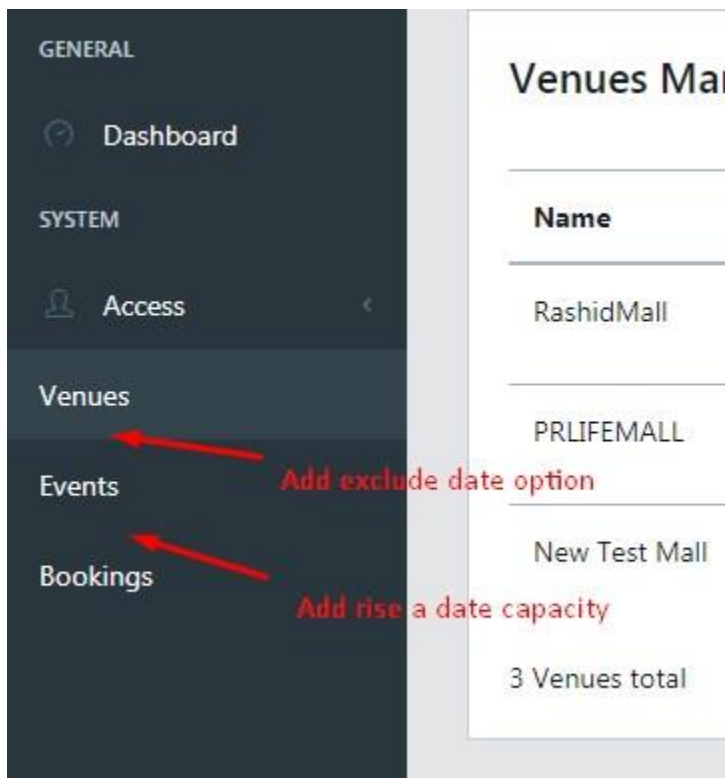 GENERAL
Dashboard
SYSTEM
Access
Venues
Events
Bookings
Add exclude date option
Add rise a date capacity
Venues Mar
Name
RashidMall
PRLIFEMALL
New Test Mall
3 Venues total